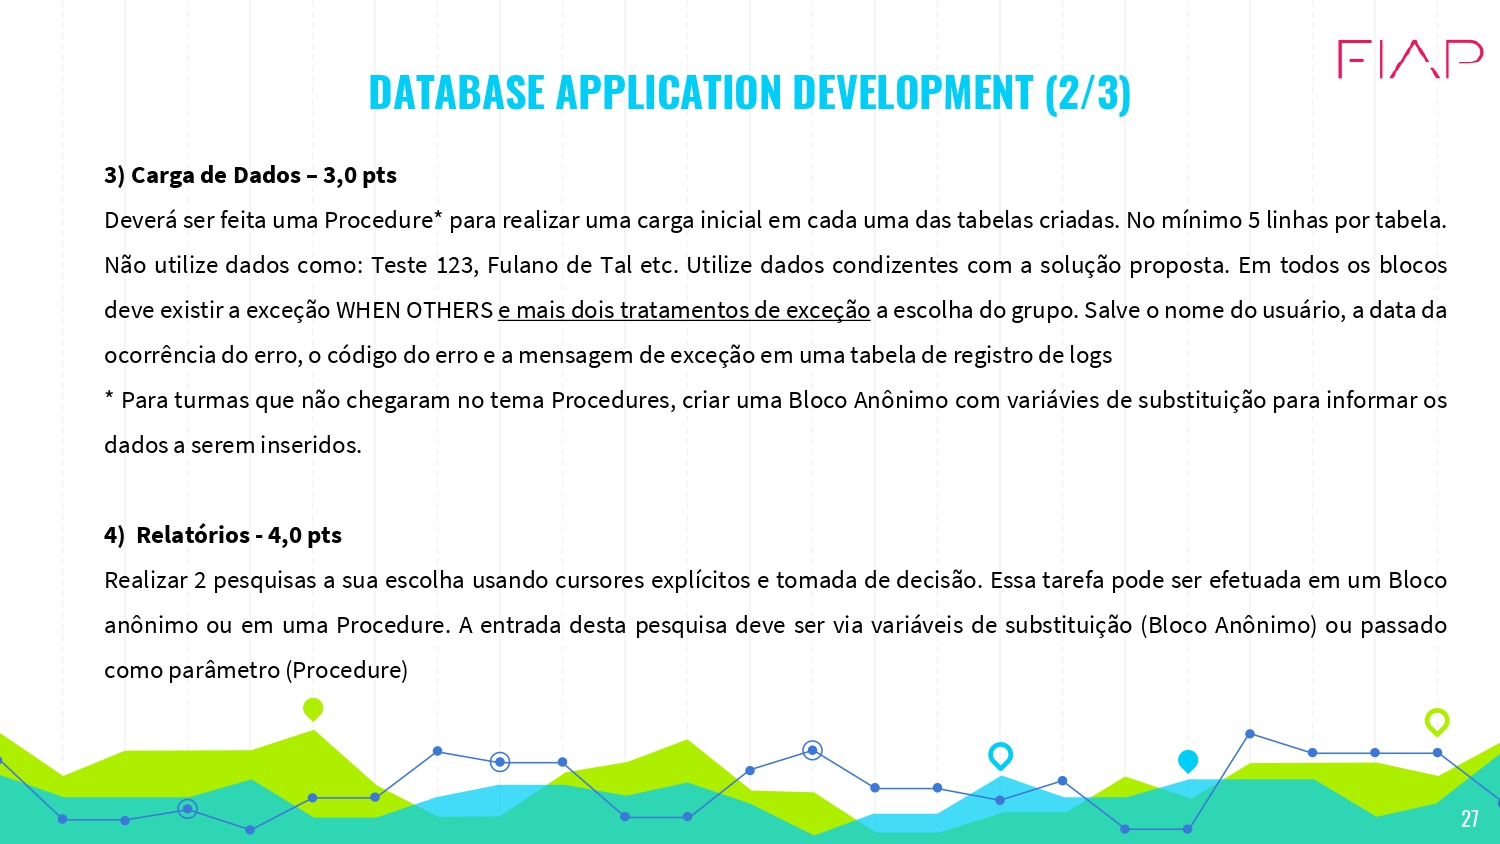 FIAP
DATABASE APPLICATION DEVELOPMENT (2/3)
3) Carga de Dados – 3,0 pts
Deverá ser feita uma Procedure* para realizar uma carga inicial em cada uma das tabelas criadas. No mínimo 5 linhas por tabela.
Não utilize dados como: Teste 123, Fulano de Tal etc. Utilize dados condizentes com a solução proposta. Em todos os blocos
deve existir a exceção WHEN OTHERS e mais dois tratamentos de exceção a escolha do grupo. Salve o nome do usuário, a data da
ocorrência do erro, o código do erro e a mensagem de exceção em uma tabela de registro de logs
* Para turmas que não chegaram no tema Procedures, criar uma Bloco Anônimo com variávies de substituição para informar os
dados a serem inseridos.
4) Relatórios - 4,0 pts
Realizar 2 pesquisas a sua escolha usando cursores explícitos e tomada de decisão. Essa tarefa pode ser efetuada em um Bloco
anônimo ou em uma Procedure. A entrada desta pesquisa deve ser via variáveis de substituição (Bloco Anônimo) ou passado
como parâmetro (Procedure)
27